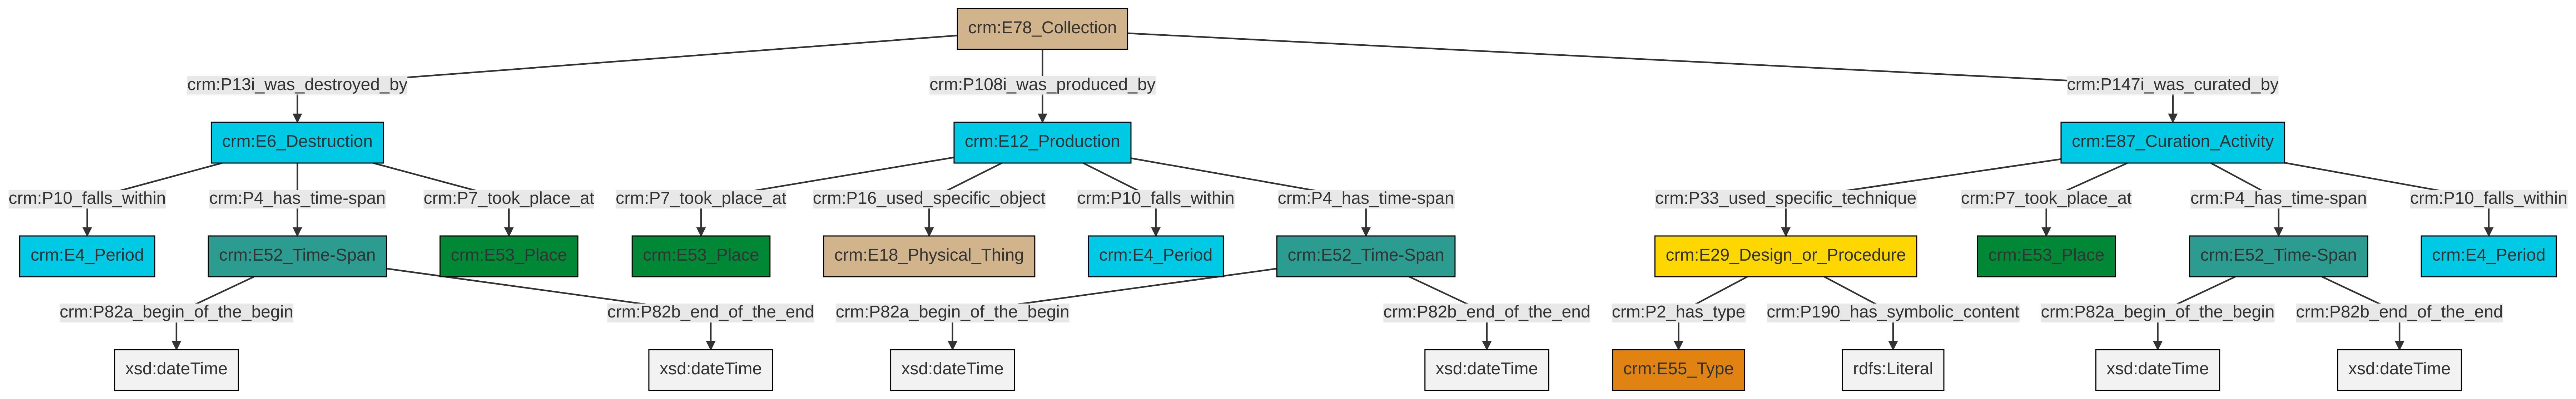 crm:E78_Collection
crm:P13i_was_destroyed_by
crm:P108i_was_produced_by
crm:P147i_was_curated_by
crm:E6_Destruction
crm:E12_Production
crm:E87_Curation_Activity
crm:P10_falls_within
crm:P4_has_time-span
crm:P7_took_place_at
crm:P7_took_place_at
crm:P16_used_specific_object
crm:P10_falls_within
crm:P4_has_time-span
crm:P33_used_specific_technique
crm:P7_took_place_at
crm:P4_has_time-span
crm:P10_falls_within
crm:E4_Period
crm:E52_Time-Span
crm:E53_Place
crm:E53_Place
crm:E18_Physical_Thing
crm:E4_Period
crm:E52_Time-Span
crm:E29_Design_or_Procedure
crm:E53_Place
crm:E52_Time-Span
crm:E4_Period
crm:P82a_begin_of_the_begin
crm:P82b_end_of_the_end
crm:P82a_begin_of_the_begin
crm:P82b_end_of_the_end
crm:P2_has_type
crm:P190_has_symbolic_content
crm:P82a_begin_of_the_begin
crm:P82b_end_of_the_end
xsd:dateTime
xsd:dateTime
xsd:dateTime
xsd:dateTime
crm:E55_Type
rdfs:Literal
xsd:dateTime
xsd:dateTime